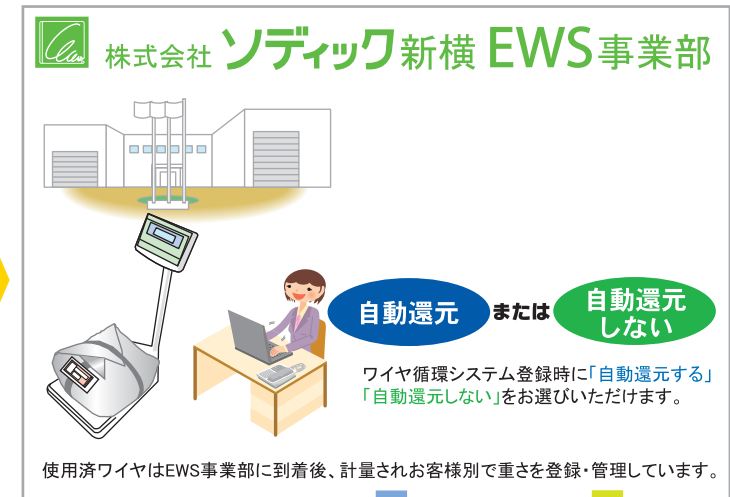 株式会社 ソディック新横 EWS事業部
自動還元 または 自動還元
しない
ワイヤ循環システム登録時に「自動還元する」
「自動還元しない」をお選びいただけます。
使用済ワイヤはEWS事業部に到着後、計量されお客様別で重さを登録・管理しています。